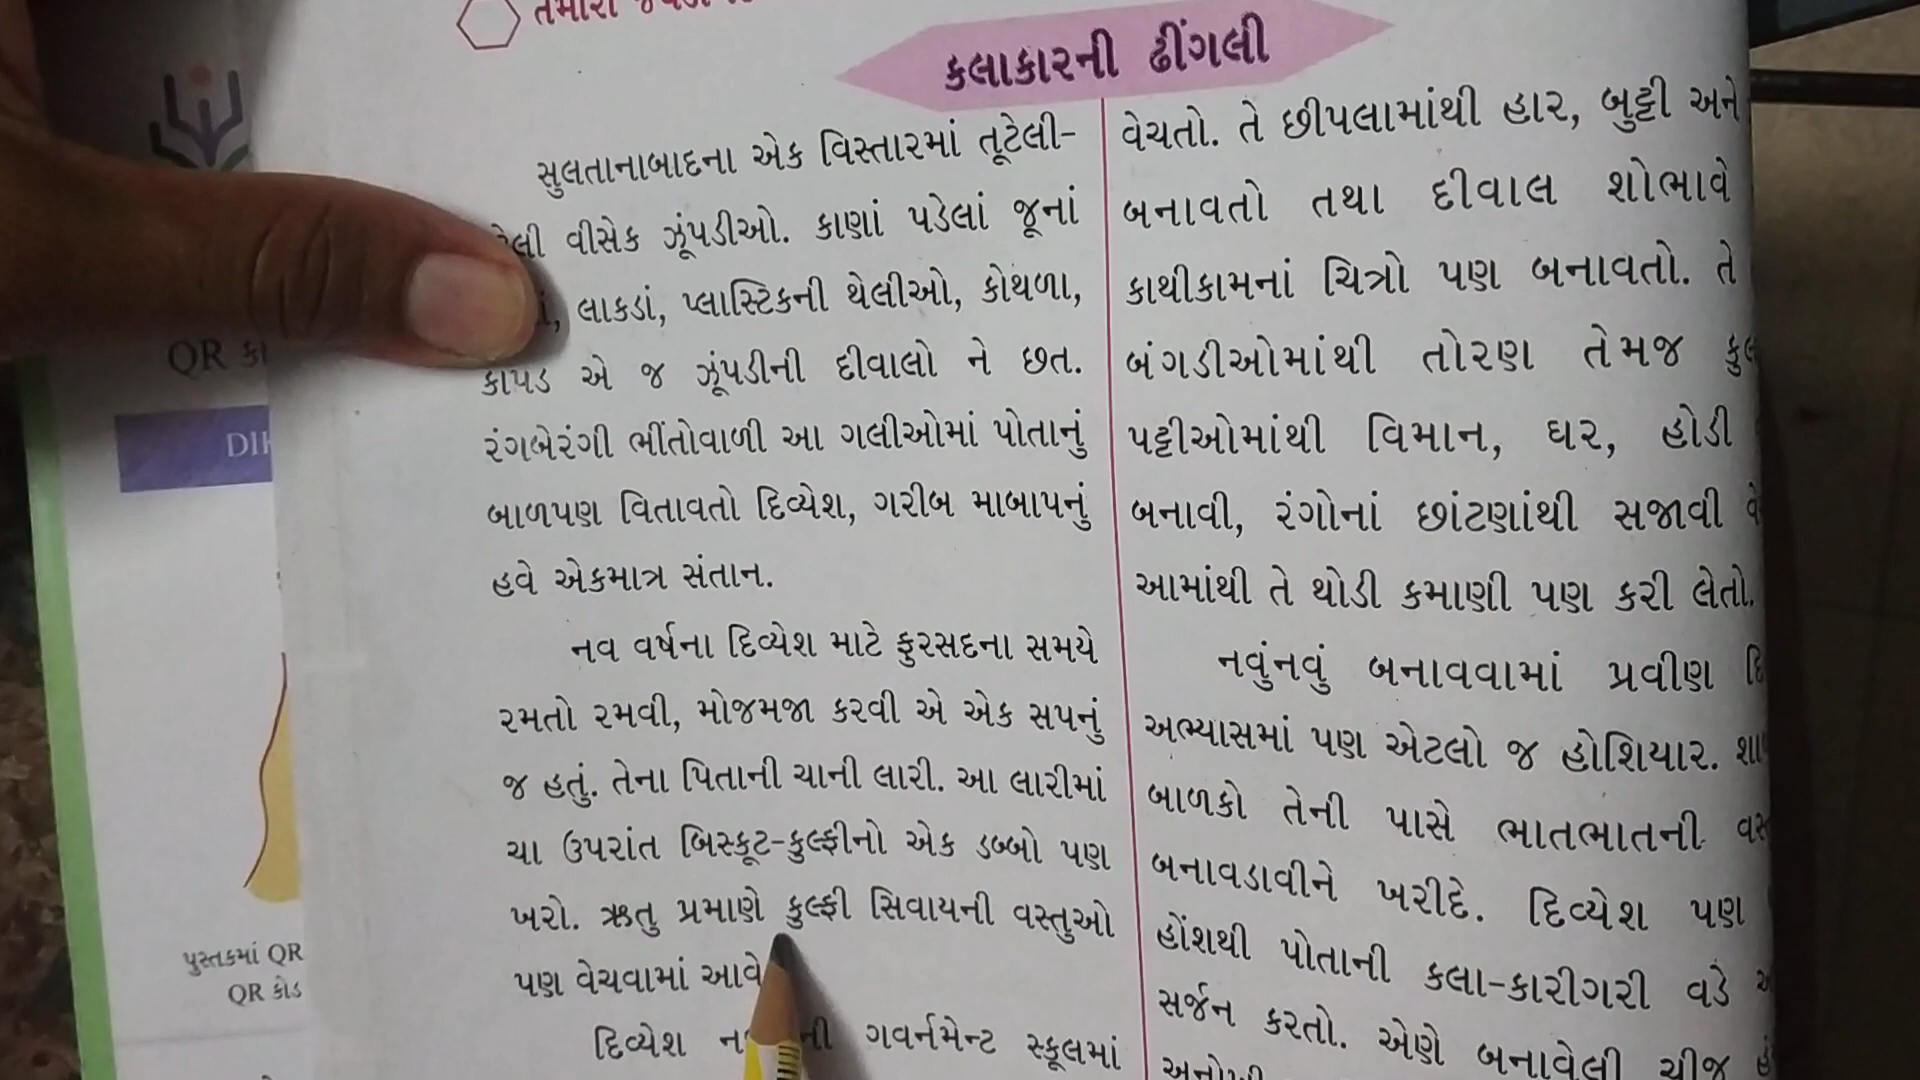 તમારા
કલાકારની ઢીંગલી
સુલતાનાબાદના એક વિસ્તારમાં તૂટેલી-
વીસેક ઝૂંપડીઓ. કાણાં પડેલાં જૂનાં
લાકડાં, પ્લાસ્ટિકની થેલીઓ, કોથળા,
કાપડ એ જ ઝૂંપડીની દીવાલો ને છત.
રંગબેરંગી ભીંતોવાળી આ ગલીઓમાં પોતાનું
બાળપણ વિતાવતો દિવ્યેશ, ગરીબ માબાપનું
હવે એકમાત્ર સંતાન.
નવ વર્ષના દિવ્યેશ માટે ફુરસદના સમયે
રમતો રમવી, મોજમજા કરવી એ એક સપનું
જ હતું. તેના પિતાની ચાની લારી. આ લારીમાં
ચા ઉપરાંત બિસ્કૂટ-કુલ્ફીનો એક ડબ્બો પણ
ખરો. ઋતુ પ્રમાણે કુલ્ફી સિવાયની વસ્તુઓ
પણ વેચવામાં આવે
દિવ્યેશ ગવર્નમેન્ટ સ્કૂલમાં
વેચતો. તે છીપલામાંથી હાર, બુટ્ટી અને
બનાવતો તથા દીવાલ શોભાવે
કાથીકામનાં ચિત્રો પણ બનાવતો. તે
બંગડીઓમાંથી તોરણ તેમજ
પટ્ટીઓમાંથી વિમાન, ઘર, હોડી
બનાવી, રંગોનાં છાંટણાંથી સજાવી
આમાંથી તે થોડી કમાણી પણ કરી લેતો.
નવુંનવું બનાવવામાં પ્રવીણ
અભ્યાસમાં પણ એટલો જ હોશિયાર.
બાળકો તેની પાસે ભાતભાતની
બનાવડાવીને ખરીદે. દિવ્યેશ પણ
હોંશથી પોતાની કલા-કારીગરી વડે
સર્જન કરતો. એણે બનાવેલી ચીજ
QR
પુસ્તકમાં QR
QR કોડ